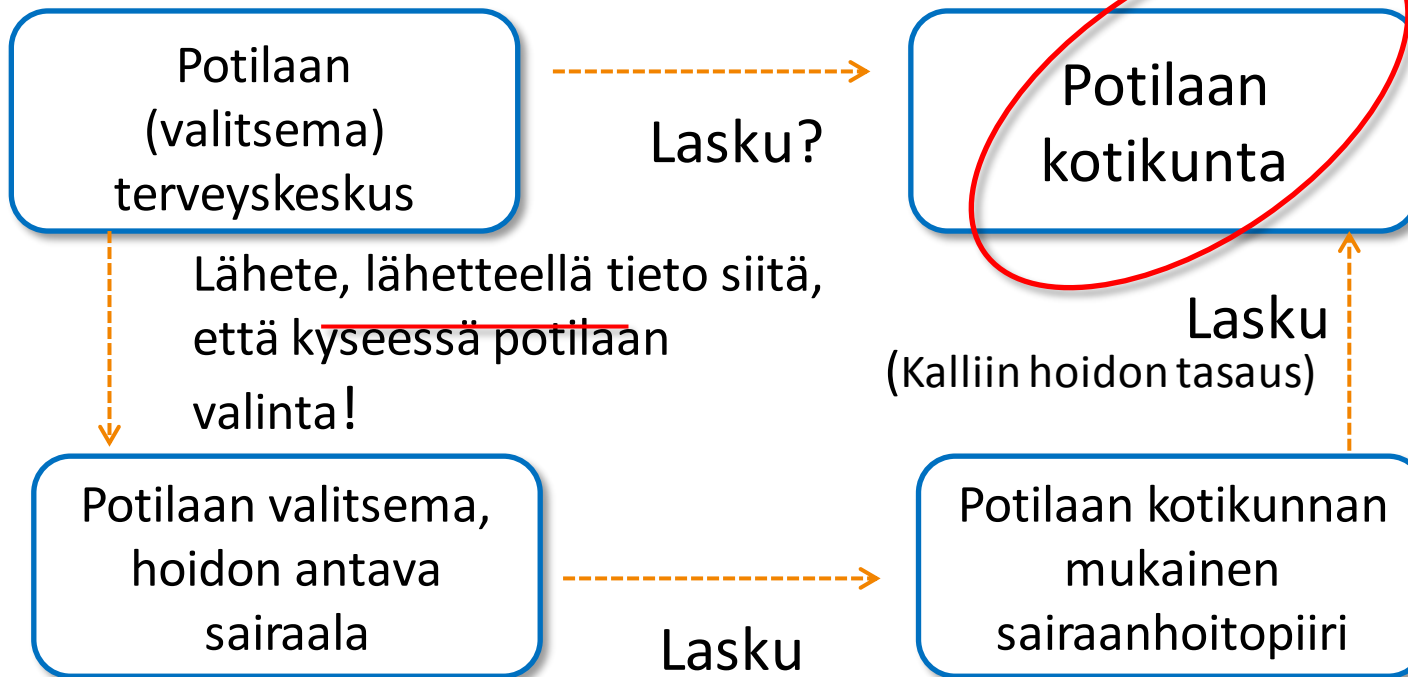 Potilaan
(valitsema)
terveyskeskus
Lasku?
Potilaan
kotikunta
Lähete, lähetteellä tieto siitä,
että kyseessä potilaan
valinta!
Lasku
(Kalliin hoidon tasaus)
Potilaan valitsema,
hoidon antava
sairaala
Lasku
Potilaan kotikunnan
mukainen
sairaanhoitopiiri